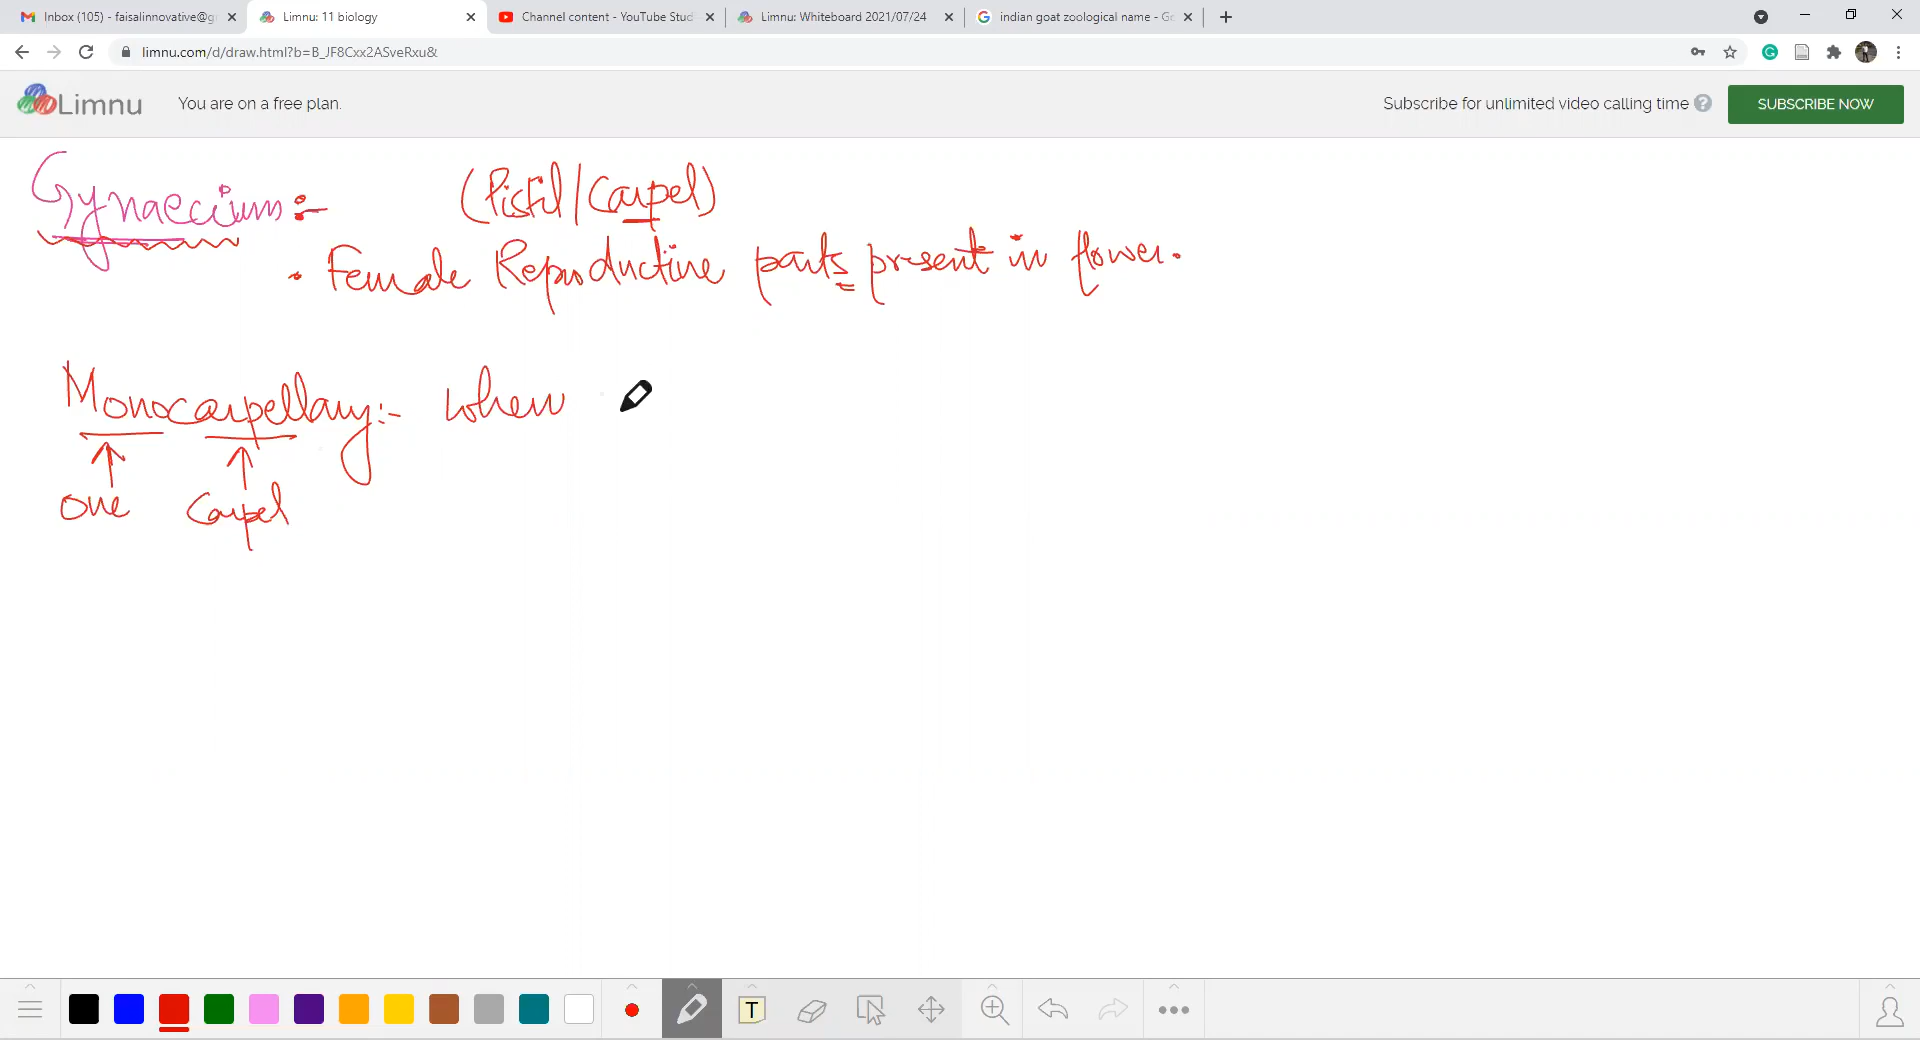 Inbox (105) - faisalinnovative@g
Limnu: 11 biology
Channel content - YouTube Stud
Limnu: Whiteboard 2021/07/24
indian goat zoological name - Go
limnu.com/d/draw.html?b=B_JF8Cxx2ASveRxu&
Limnu
You are on a free plan.
Subscribe for unlimited video calling time ?
SUBSCRIBE NOW
Gynaecium :- (Pistil/Carpel)
• Female Reproductive parts present in flower.
Monocarpellary:- when
one Carpel
T